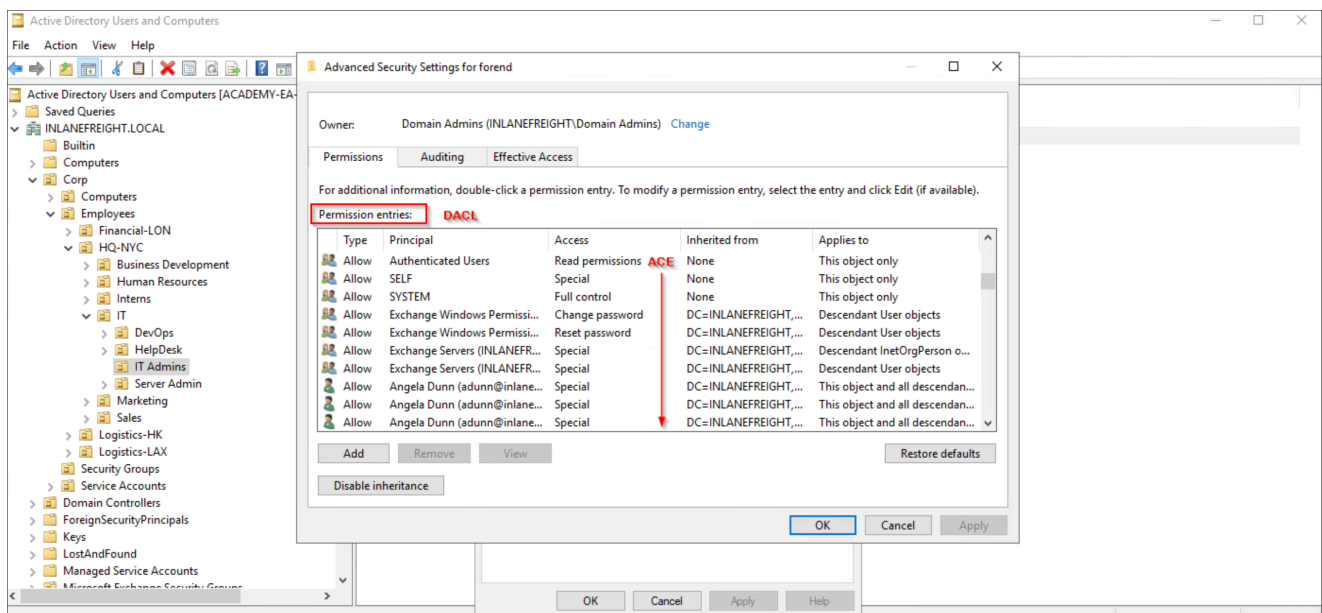 Active Directory Users and Computers
File Action View Help
Active Directory Users and Computers [ACADEMY-EA-
Saved Queries
INLANEFREIGHT.LOCAL
Builtin
Computers
Corp
Computers
Employees
Financial-LON
HQ-NYC
Business Development
Human Resources
Interns
IT
DevOps
HelpDesk
IT Admins
Server Admin
Marketing
Sales
Logistics-HK
Logistics-LAX
Security Groups
Service Accounts
Domain Controllers
ForeignSecurityPrincipals
Keys
LostAndFound
Managed Service Accounts
Microsoft Exchange Security Groups
Advanced Security Settings for forend
Owner: Domain Admins (INLANEFREIGHT\Domain Admins) Change
Permissions Auditing Effective Access
For additional information, double-click a permission entry. To modify a permission entry, select the entry and click Edit (if available).
Permission entries: DACL
Type Principal Access Inherited from Applies to
Allow Authenticated Users Read permissions ACE None This object only
Allow SELF Special None This object only
Allow SYSTEM Full control None This object only
Allow Exchange Windows Permissi... Change password DC=INLANEFREIGHT,... Descendant User objects
Allow Exchange Windows Permissi... Reset password DC=INLANEFREIGHT,... Descendant User objects
Allow Exchange Servers (INLANEFR... Special DC=INLANEFREIGHT,... Descendant InetOrgPerson o...
Allow Exchange Servers (INLANEFR... Special DC=INLANEFREIGHT,... Descendant User objects
Allow Angela Dunn (adunn@inlane... Special DC=INLANEFREIGHT,... This object and all descendan...
Allow Angela Dunn (adunn@inlane... Special DC=INLANEFREIGHT,... This object and all descendan...
Allow Angela Dunn (adunn@inlane... Special DC=INLANEFREIGHT,... This object and all descendan...
Add Remove View Restore defaults
Disable inheritance
OK Cancel Apply
OK Cancel Apply Help